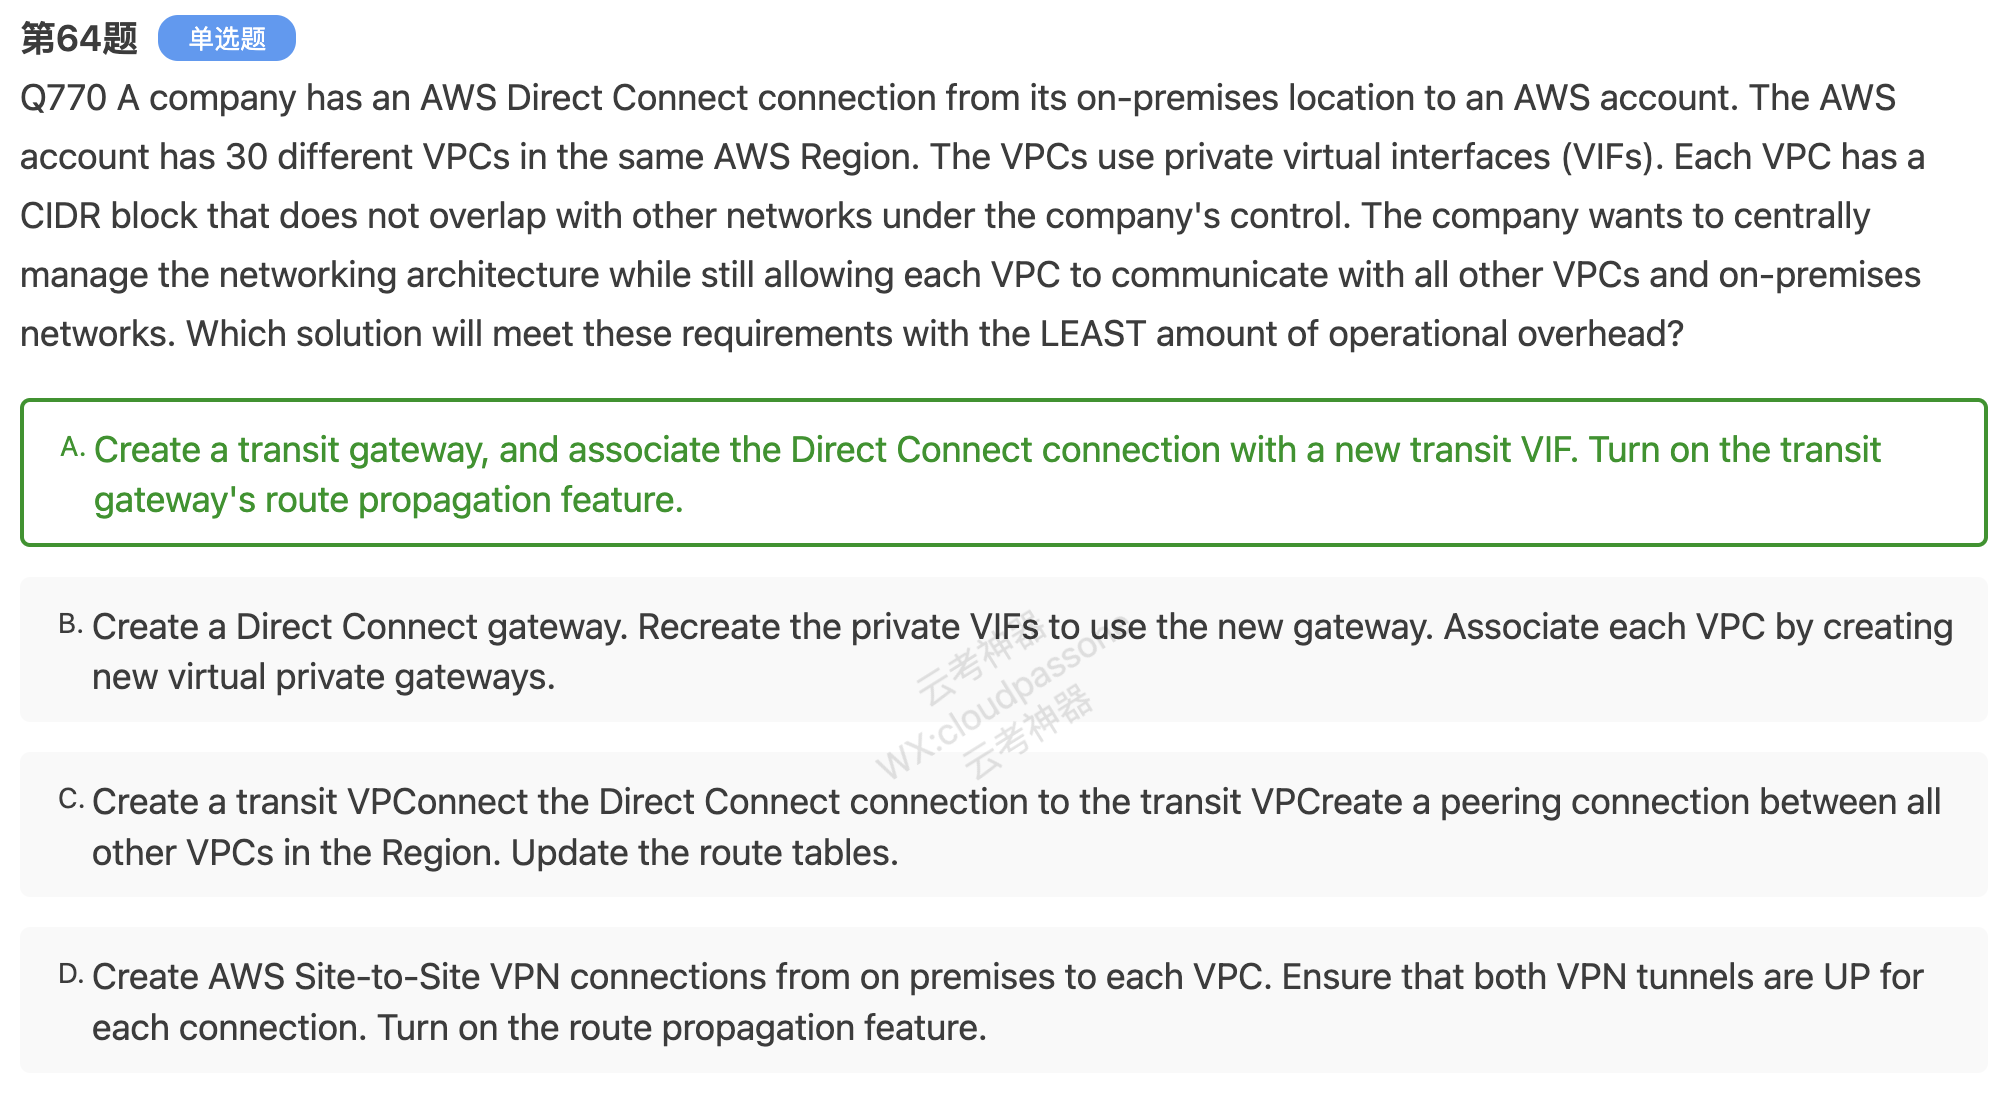 第64题 单选题
Q770 A company has an AWS Direct Connect connection from its on-premises location to an AWS account. The AWS
account has 30 different VPCs in the same AWS Region. The VPCs use private virtual interfaces (VIFs). Each VPC has a
CIDR block that does not overlap with other networks under the company's control. The company wants to centrally
manage the networking architecture while still allowing each VPC to communicate with all other VPCs and on-premises
networks. Which solution will meet these requirements with the LEAST amount of operational overhead?
A. Create a transit gateway, and associate the Direct Connect connection with a new transit VIF. Turn on the transit
gateway's route propagation feature.
B. Create a Direct Connect gateway. Recreate the private VIFs to use the new gateway. Associate each VPC by creating
new virtual private gateways.
云考神器
WX:cloudpassons
云考神器
C. Create a transit VPConnect the Direct Connect connection to the transit VPCreate a peering connection between all
other VPCs in the Region. Update the route tables.
D. Create AWS Site-to-Site VPN connections from on premises to each VPC. Ensure that both VPN tunnels are UP for
each connection. Turn on the route propagation feature.